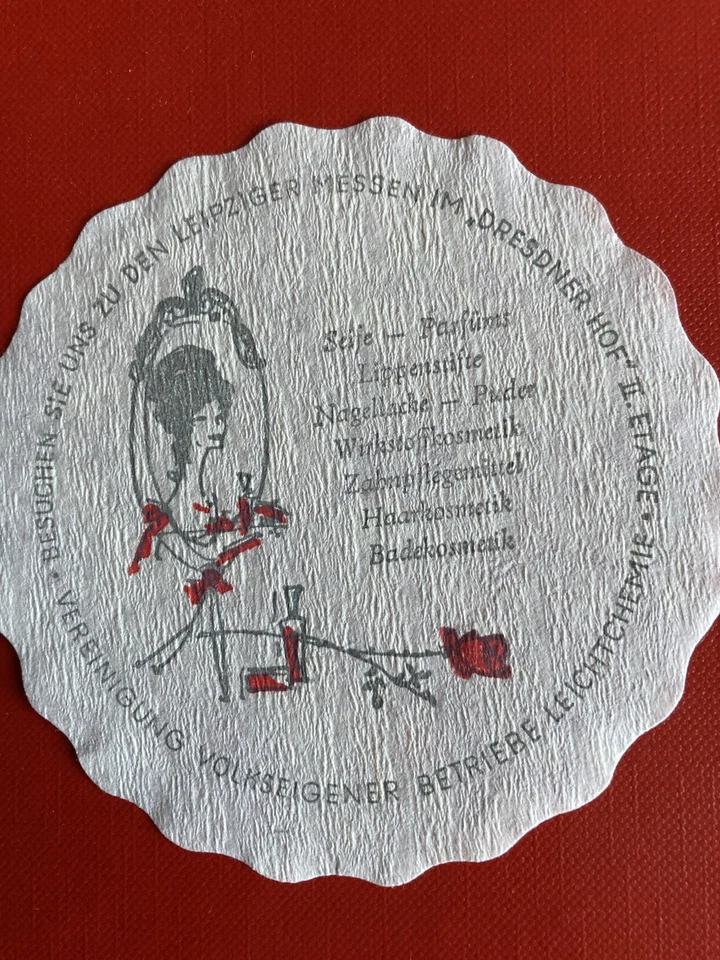 • BESUCHEN SIE UNS ZU DEN LEIPZIGER MESSEN IM „DRESDNER HOF“ II. ETAGE •
VEREINIGUNG VOLKSEIGENER BETRIEBE LEICHTCHEMIE
Seife — Parfüms
Lippenstifte
Nagellacke — Puder
Wirkstoffkosmetik
Zahnpflegemittel
Haarkosmetik
Badekosmetik